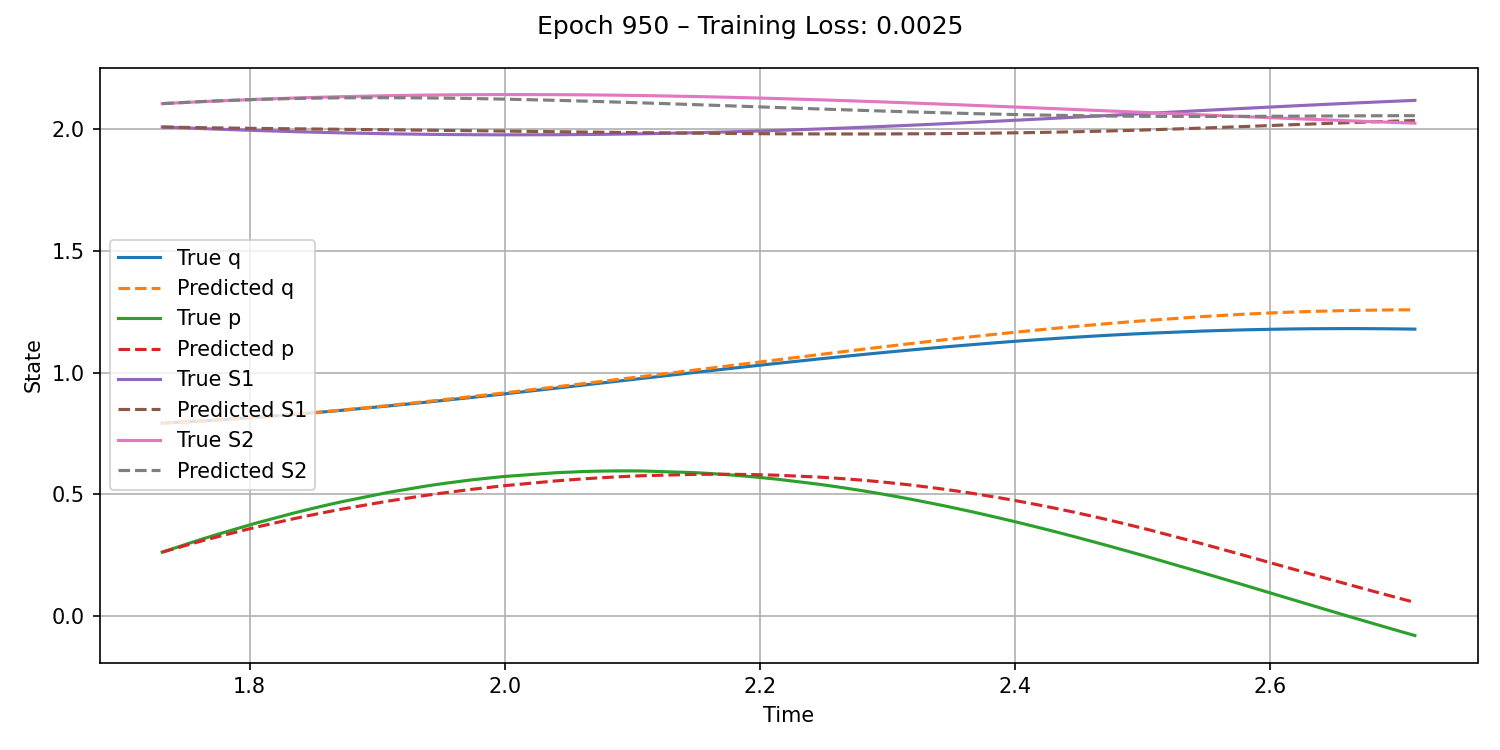 Epoch 950 – Training Loss: 0.0025
State
2.0
1.5
1.0
0.5
0.0
True q
Predicted q
True p
Predicted p
True S1
Predicted S1
True S2
Predicted S2
1.8 2.0 2.2 2.4 2.6
Time